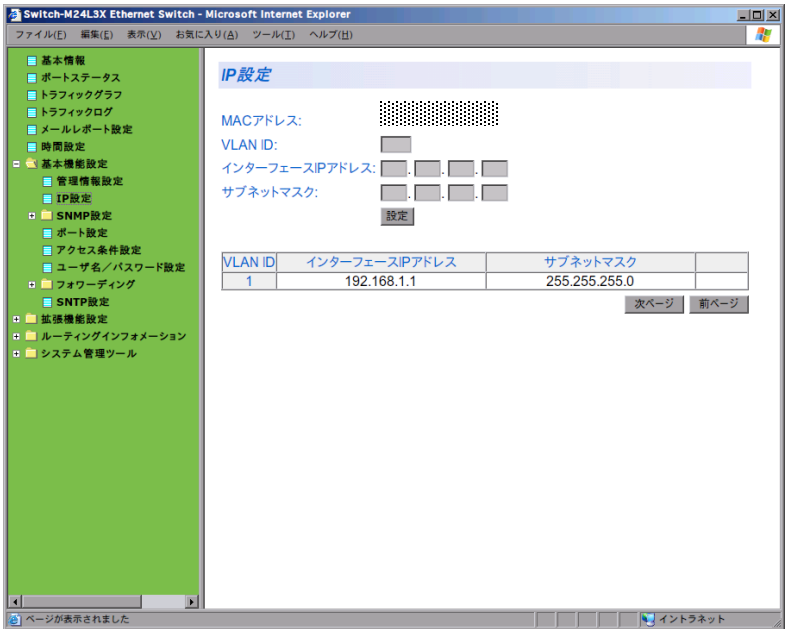 Switch-M24L3X Ethernet Switch - Microsoft Internet Explorer
ファイル(F) 編集(E) 表示(V) お気に入り(A) ツール(T) ヘルプ(H)
基本情報
ポートステータス
トラフィックグラフ
トラフィックログ
メールレポート設定
時間設定
基本機能設定
管理情報設定
IP設定
SNMP設定
ポート設定
アクセス条件設定
ユーザ名／パスワード設定
フォワーディング
SNTP設定
拡張機能設定
ルーティングインフォメーション
システム管理ツール
IP設定
MACアドレス:
VLAN ID:
インターフェースIPアドレス: . . .
サブネットマスク: . . .
設定
VLAN ID インターフェースIPアドレス サブネットマスク
1 192.168.1.1 255.255.255.0
次ページ 前ページ
ページが表示されました イントラネット